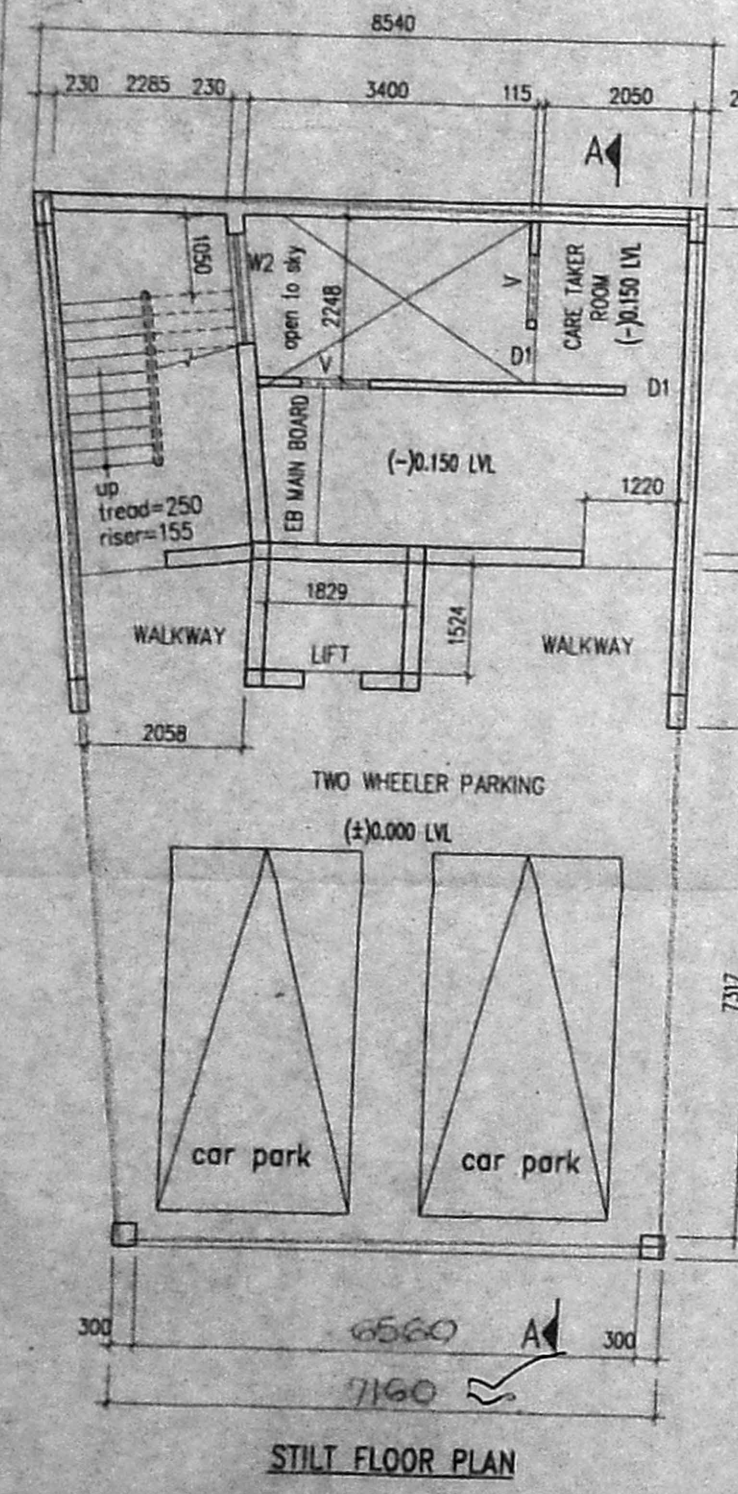 8540
230 2285 230 3400 115 2050 2
A
1050
W2
open to sky
2248
V
V
D1
CARE TAKER
ROOM
(-)0.150 LVL
D1
EB MAIN BOARD
(-)0.150 LVL
1220
up
tread=250
riser=155
1829
1524
WALKWAY
LIFT
WALKWAY
2058
TWO WHEELER PARKING
(±)0.000 LVL
7317
car park
car park
300 6560 A 300
7160
STILT FLOOR PLAN